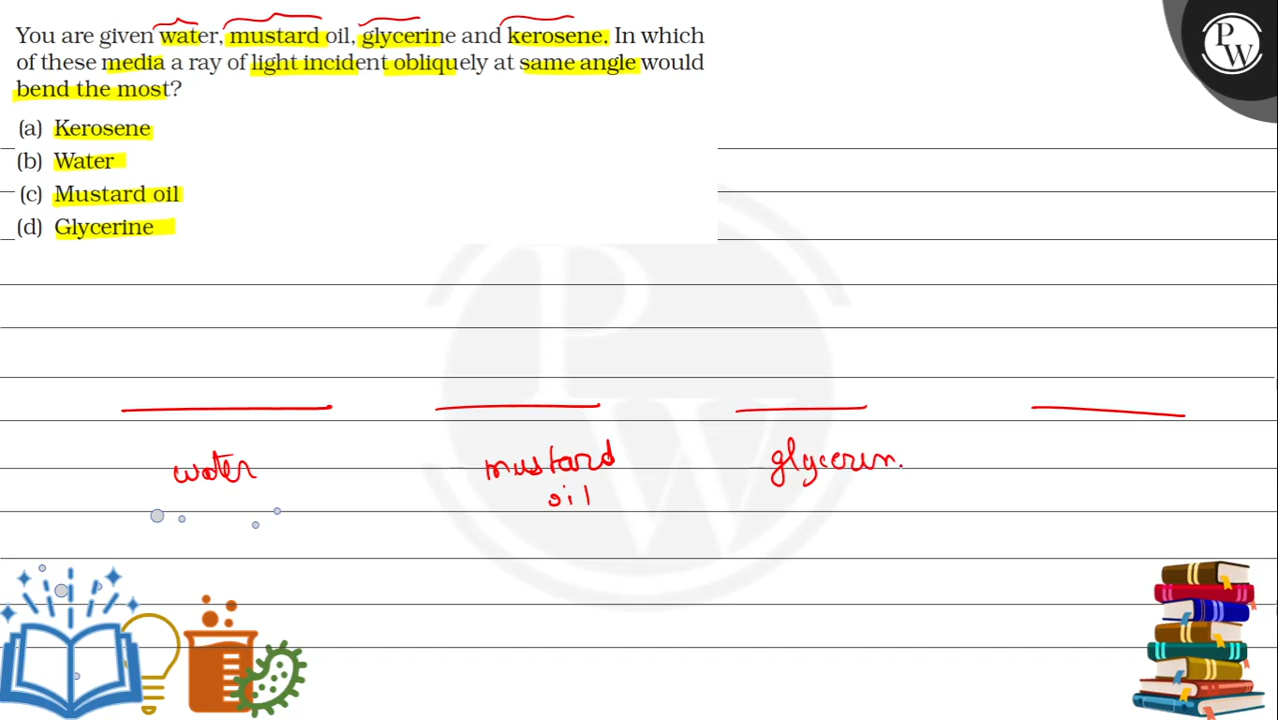 You are given water, mustard oil, glycerine and kerosene. In which
of these media a ray of light incident obliquely at same angle would
bend the most?
(a) Kerosene
(b) Water
(c) Mustard oil
(d) Glycerine
water
mustard
oil
glycerin.
P
W
P
W